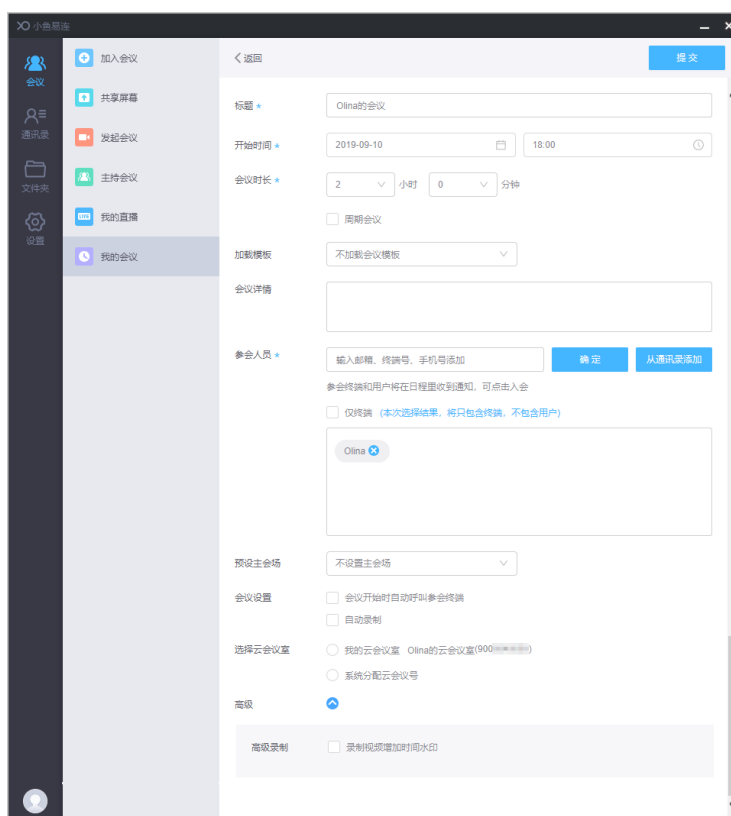 小鱼易连
会议
通讯录
文件夹
设置
加入会议
共享屏幕
发起会议
主持会议
LIVE
我的直播
我的会议
返回
提交
标题 *
Olina的会议
开始时间 *
2019-09-10
18:00
会议时长 *
2
小时
0
分钟
周期会议
加载模板
不加载会议模板
会议详情
参会人员 *
输入邮箱、终端号、手机号添加
确定
从通讯录添加
参会终端和用户将在日程里收到通知，可点击入会
仅终端 (本次选择结果，将只包含终端，不包含用户)
Olina
预设主会场
不设置主会场
会议设置
会议开始时自动呼叫参会终端
自动录制
选择云会议室
我的云会议室 Olina的云会议室(900
系统分配云会议号
高级
高级录制
录制视频增加时间水印